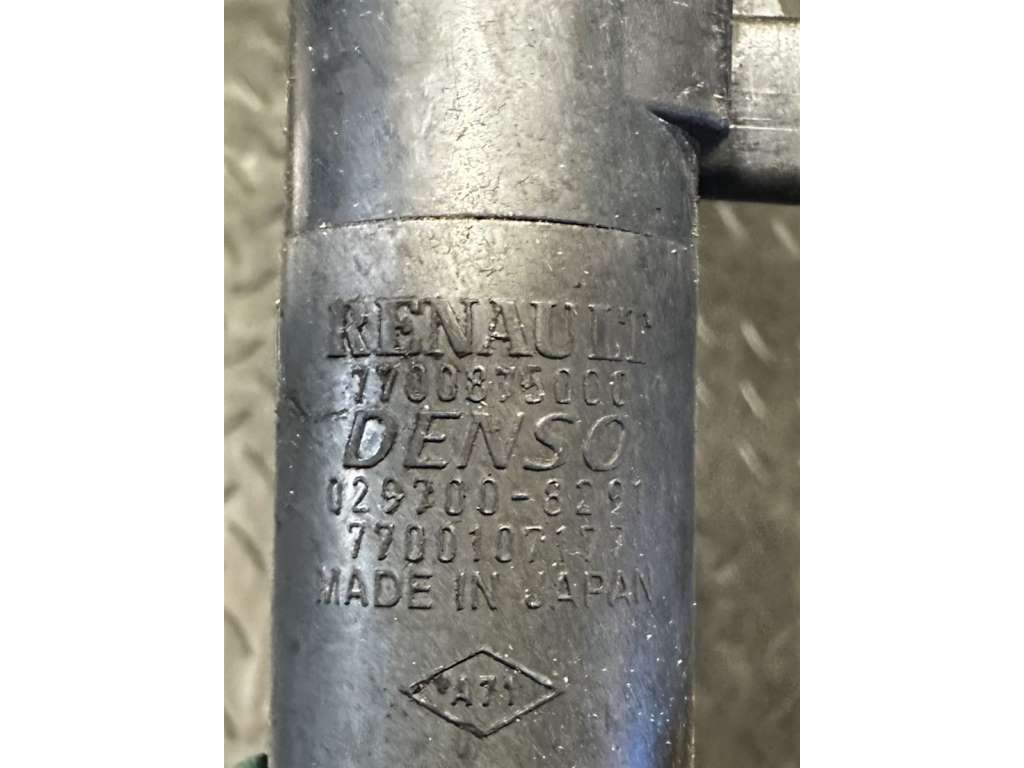 RENAULT
7700875000
DENSO
029700-8291
7700107177
MADE IN JAPAN
A71